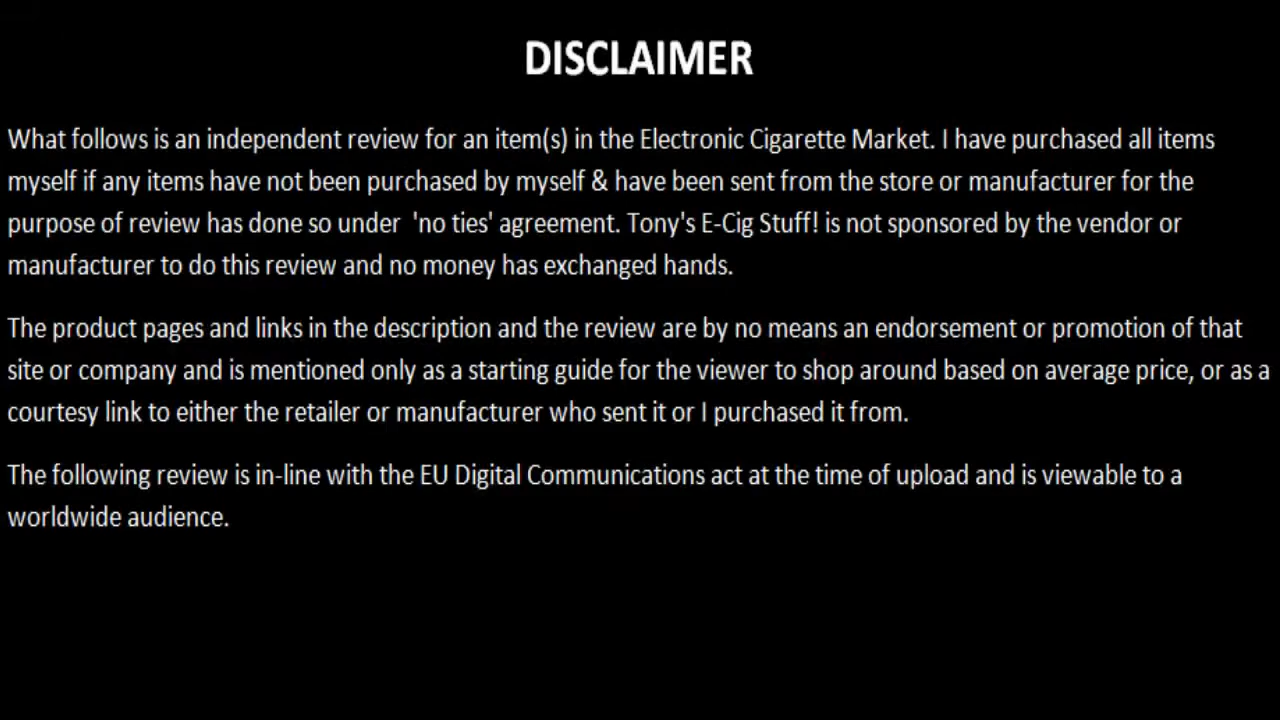 DISCLAIMER
What follows is an independent review for an item(s) in the Electronic Cigarette Market. I have purchased all items
myself if any items have not been purchased by myself & have been sent from the store or manufacturer for the
purpose of review has done so under 'no ties' agreement. Tony's E-Cig Stuff! is not sponsored by the vendor or
manufacturer to do this review and no money has exchanged hands.
The product pages and links in the description and the review are by no means an endorsement or promotion of that
site or company and is mentioned only as a starting guide for the viewer to shop around based on average price, or as a
courtesy link to either the retailer or manufacturer who sent it or I purchased it from.
The following review is in-line with the EU Digital Communications act at the time of upload and is viewable to a
worldwide audience.